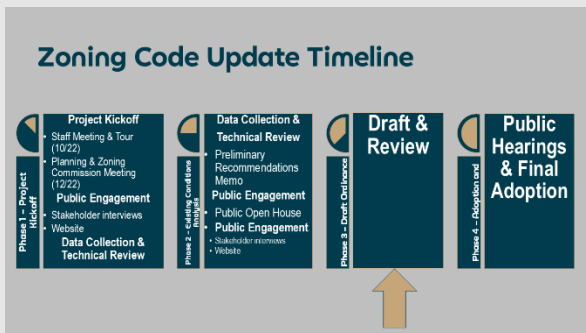 Zoning Code Update Timeline
Phase 1 – Project
Kickoff
Project Kickoff
• Staff Meeting & Tour
(10/22)
• Planning & Zoning
Commission Meeting
(12/22)
Public Engagement
• Stakeholder interviews
• Website
Data Collection &
Technical Review
Phase 2 – Existing Conditions
Analysis
Data Collection &
Technical Review
• Preliminary
Recommendations
Memo
Public Engagement
• Public Open House
• Public Engagement
• Stakeholder interviews
• Website
Phase 3 – Draft Ordinance
Draft &
Review
Phase 4 – Adoption and
Public
Hearings
& Final
Adoption